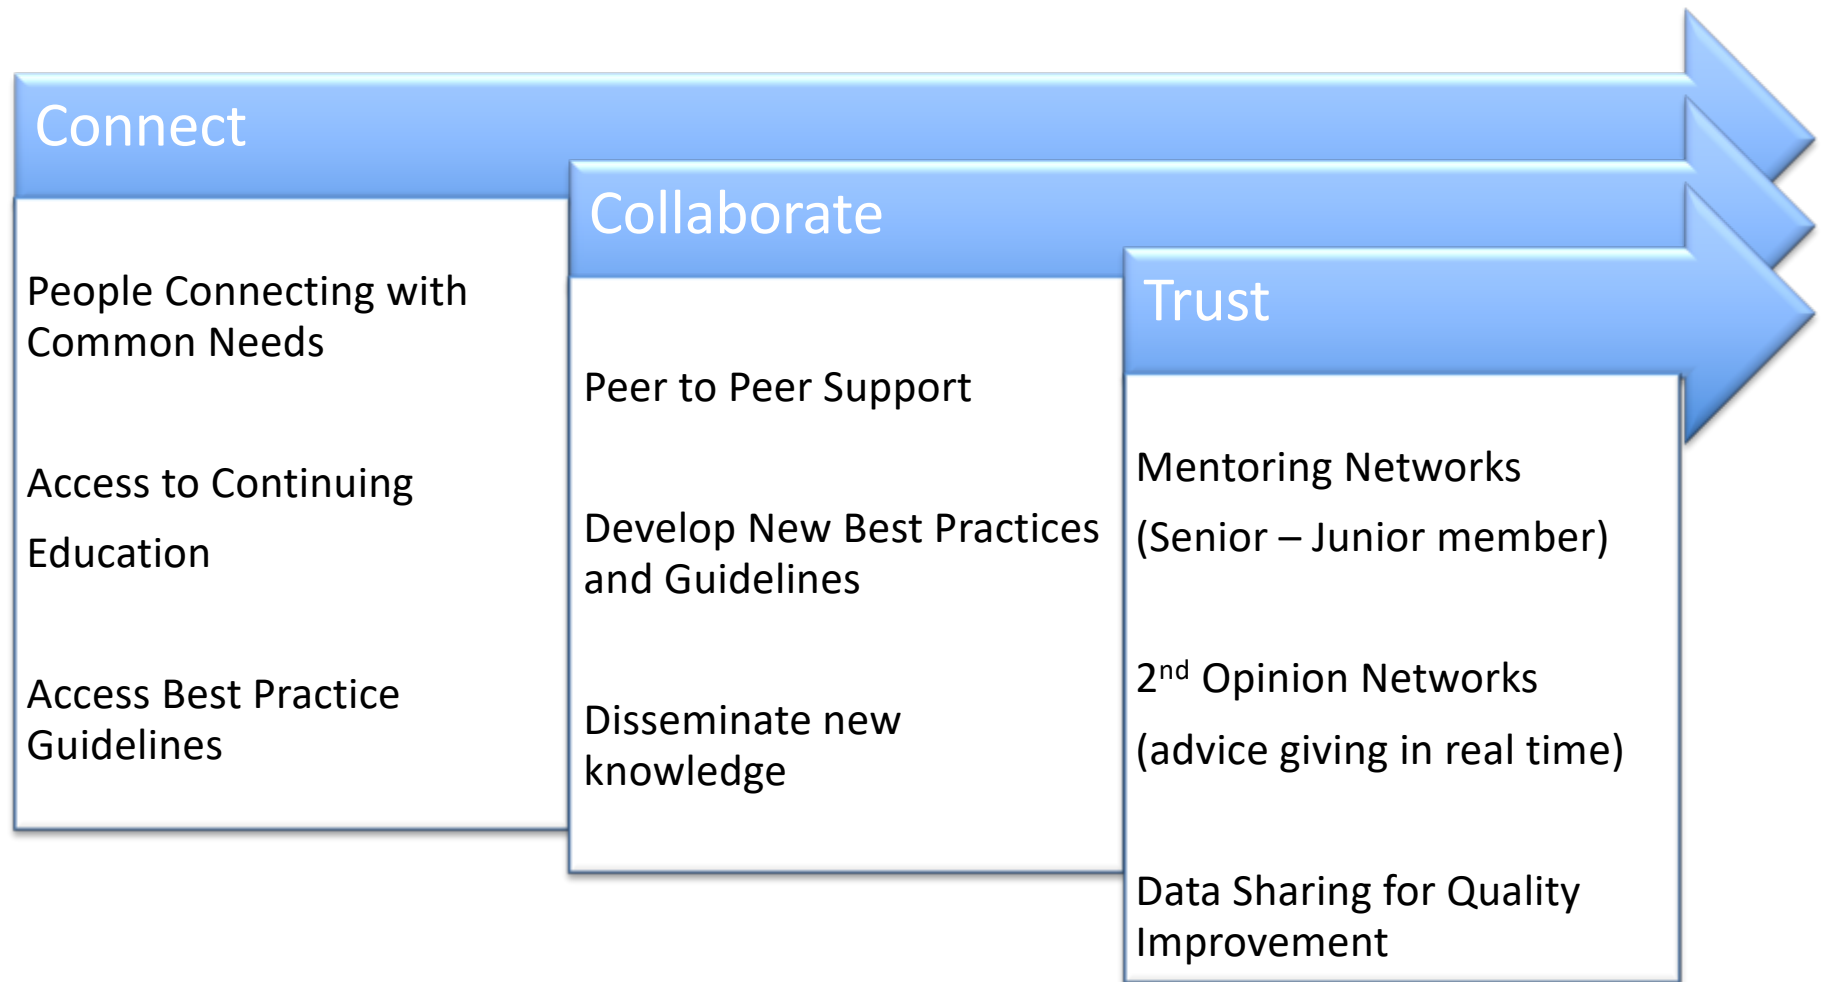 Connect
People Connecting with
Common Needs
Access to Continuing
Education
Access Best Practice
Guidelines
Collaborate
Peer to Peer Support
Develop New Best Practices
and Guidelines
Disseminate new
knowledge
Trust
Mentoring Networks
(Senior – Junior member)
2nd Opinion Networks
(advice giving in real time)
Data Sharing for Quality
Improvement